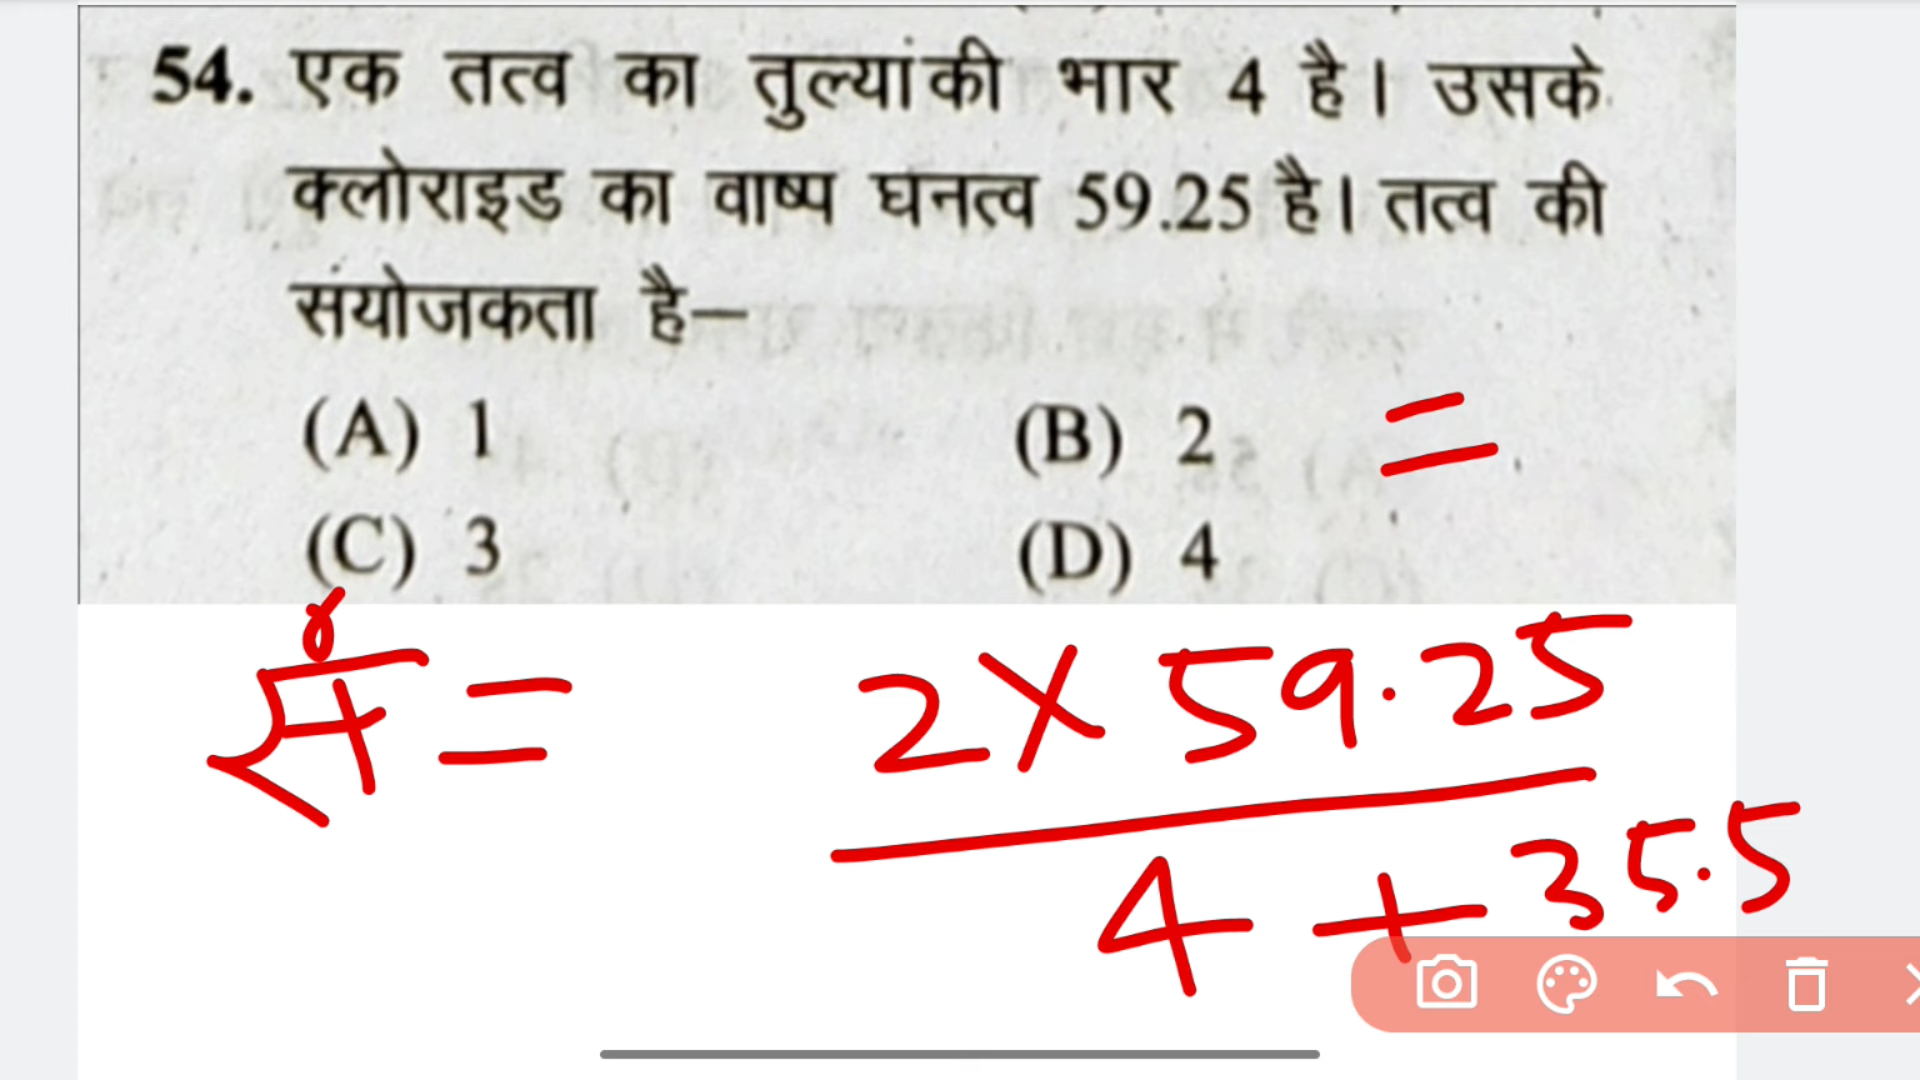 54. एक तत्व का तुल्यांकी भार 4 है। उसके
क्लोराइड का वाष्प घनत्व 59.25 है। तत्व की
संयोजकता है–
(A) 1
(B) 2 =
(C) 3
(D) 4
सं = 2 × 59.25
4 + 35.5